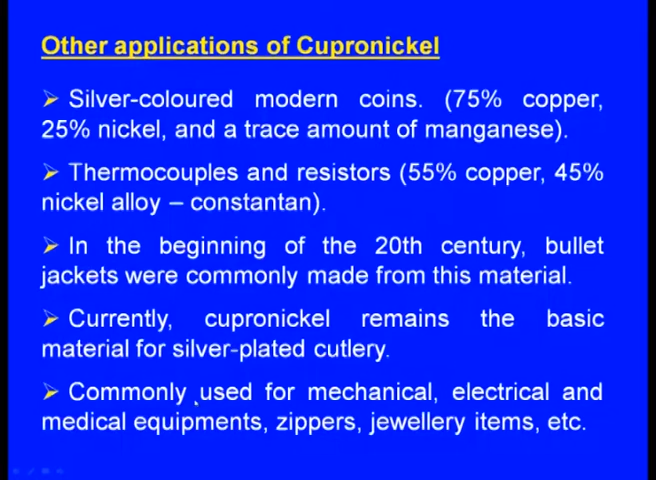 Other applications of Cupronickel
➢ Silver-coloured modern coins. (75% copper,
25% nickel, and a trace amount of manganese).
➢ Thermocouples and resistors (55% copper, 45%
nickel alloy – constantan).
➢ In the beginning of the 20th century, bullet
jackets were commonly made from this material.
➢ Currently, cupronickel remains the basic
material for silver-plated cutlery.
➢ Commonly used for mechanical, electrical and
medical equipments, zippers, jewellery items, etc.